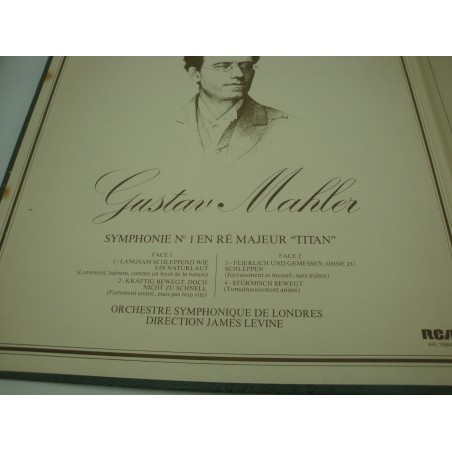 Gustav Mahler
SYMPHONIE Nº 1 EN RÉ MAJEUR "TITAN"
FACE 1
1 - LANGSAM SCHLEPPEND WIE
EIN NATURLAUT
(Lentement, trainant, comme un bruit de la nature)
2 - KRÄFTIG BEWEGT, DOCH
NICHT ZU SCHNELL
(Fortement animé, mais pas trop vite)
FACE 2
3 - FEIERLICH UND GEMESSEN, OHNE ZU
SCHLEPPEN
(Joyeusement et mesuré, sans traîner)
4 - STÜRMISCH BEWEGT
(Tumultueusement animé)
ORCHESTRE SYMPHONIQUE DE LONDRES
DIRECTION JAMES LEVINE
RCA